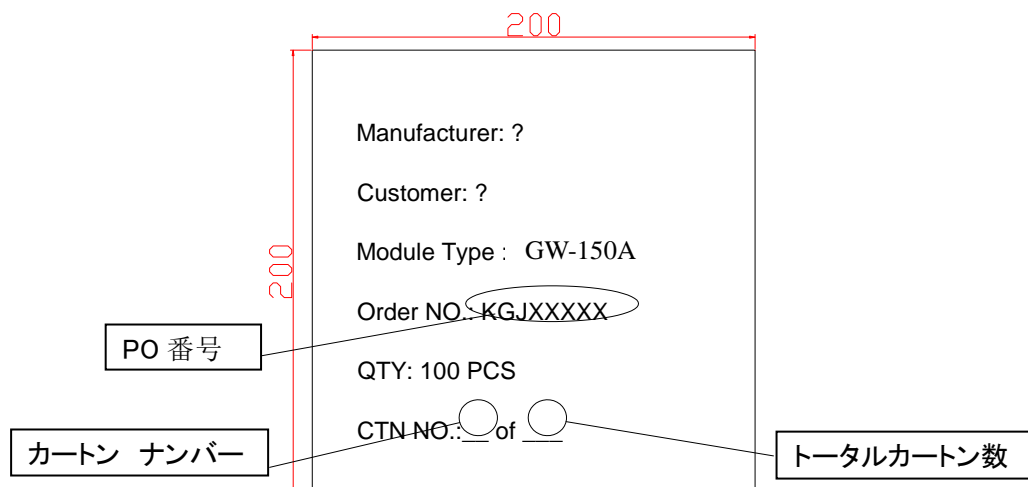 200
Manufacturer: ?
Customer: ?
200
Module Type : GW-150A
Order NO.: KGJXXXXX
PO 番号
QTY: 100 PCS
CTN NO.:__ of ___
カートン ナンバー
トータルカートン数